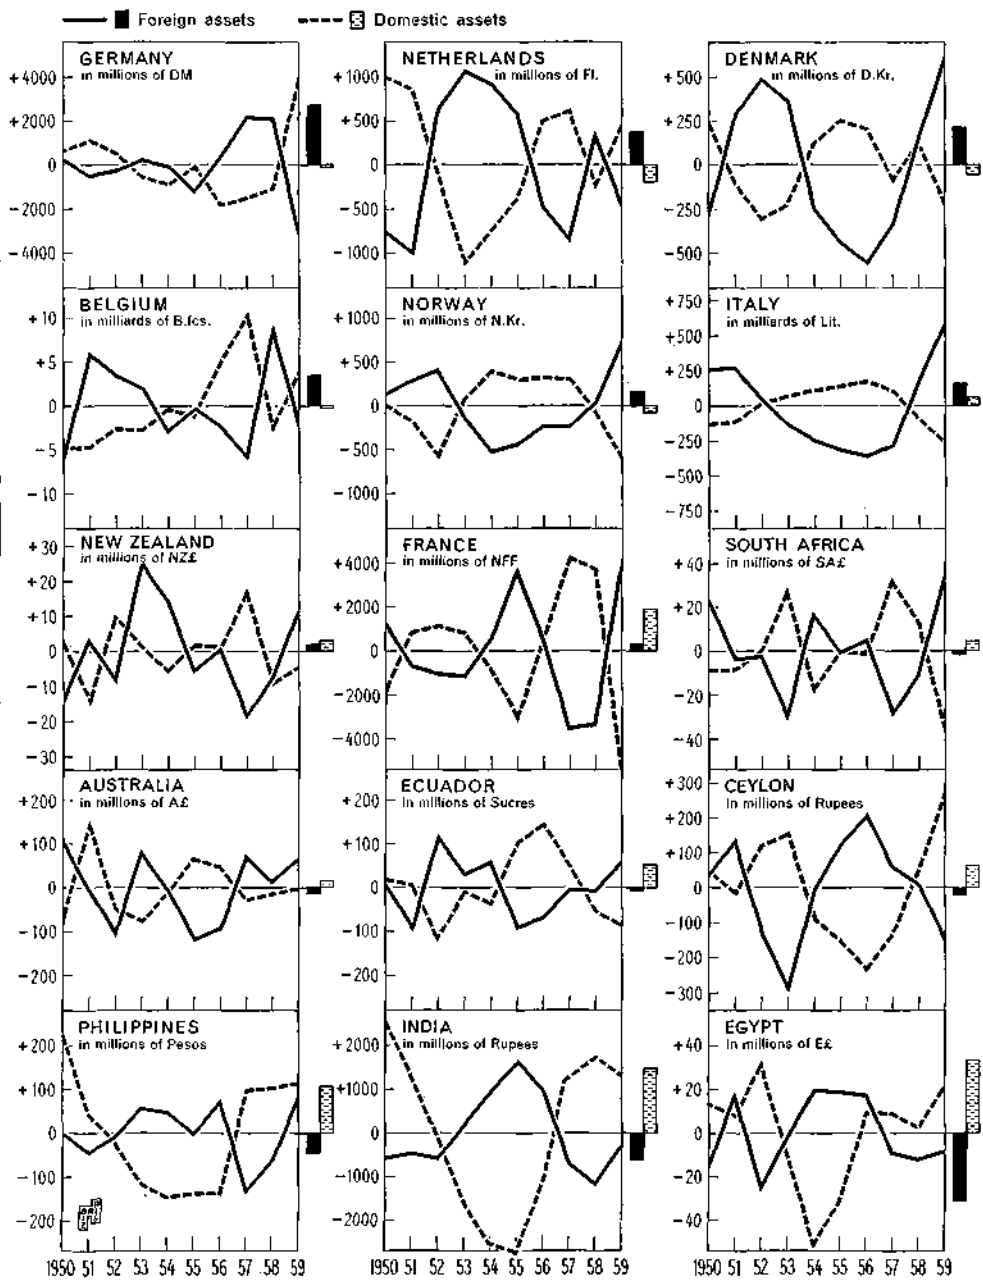 Foreign assets Domestic assets
GERMANY
in millions of DM
+4000
+2000
0
−2000
−4000
NETHERLANDS
in millions of Fl.
+1000
+500
0
−500
−1000
DENMARK
in millions of D.Kr.
+500
+250
0
−250
−500
BELGIUM
in milliards of B.fcs.
+10
+5
0
−5
−10
NORWAY
in millions of N.Kr.
+1000
+500
0
−500
−1000
ITALY
in milliards of Lit.
+750
+500
+250
0
−250
−500
−750
NEW ZEALAND
in millions of NZ£
+30
+20
+10
0
−10
−20
−30
FRANCE
in millions of NFF
+4000
+2000
0
−2000
−4000
SOUTH AFRICA
in millions of SA£
+40
+20
0
−20
−40
AUSTRALIA
in millions of A£
+200
+100
0
−100
−200
ECUADOR
In millions of Sucres
+200
+100
0
−100
−200
CEYLON
In millions of Rupees
+300
+200
+100
0
−100
−200
−300
PHILIPPINES
in millions of Pesos
+200
+100
0
−100
−200
INDIA
in millions of Rupees
+2000
+1000
0
−1000
−2000
EGYPT
In millions of E£
+40
+20
0
−20
−40
1950 51 52 53 54 55 56 57 58 59
1950 51 52 53 54 55 56 57 58 59
1950 51 52 53 54 55 56 57 58 59